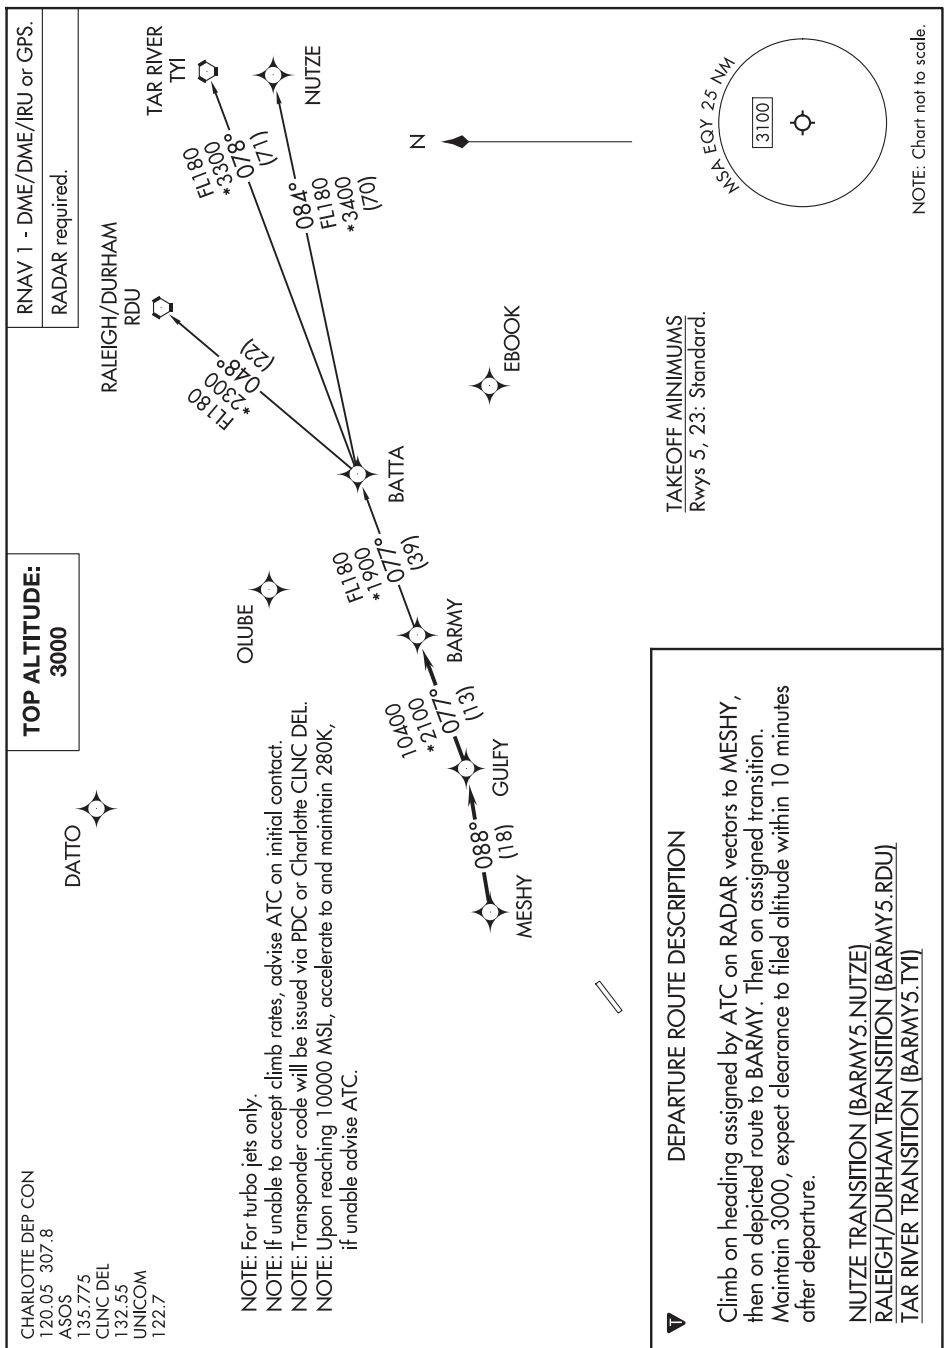 CHARLOTTE DEP CON
120.05 307.8
ASOS
135.775
CLNC DEL
132.55
UNICOM
122.7
TOP ALTITUDE:
3000
RNAV 1 - DME/DME/IRU or GPS.
RADAR required.
DATTO
OLUBE
RALEIGH/DURHAM
RDU
TAR RIVER
TYI
NUTZE
FL180
*2300
048°
(22)
FL180
*3300
078°
(71)
084°
FL180
*3400
(70)
N
NOTE: For turbo jets only.
NOTE: If unable to accept climb rates, advise ATC on initial contact.
NOTE: Transponder code will be issued via PDC or Charlotte CLNC DEL.
NOTE: Upon reaching 10000 MSL, accelerate to and maintain 280K,
if unable advise ATC.
FL180
*1900
077°
(39)
BATTA
EBOOK
10400
*2100
077°
(13)
BARMY
088°
(18)
GULFY
MESHY
TAKEOFF MINIMUMS
Rwys 5, 23: Standard.
MSA EQY 25 NM
3100
NOTE: Chart not to scale.
T
DEPARTURE ROUTE DESCRIPTION
Climb on heading assigned by ATC on RADAR vectors to MESHY,
then on depicted route to BARMY. Then on assigned transition.
Maintain 3000, expect clearance to filed altitude within 10 minutes
after departure.
NUTZE TRANSITION (BARMY5.NUTZE)
RALEIGH/DURHAM TRANSITION (BARMY5.RDU)
TAR RIVER TRANSITION (BARMY5.TYI)